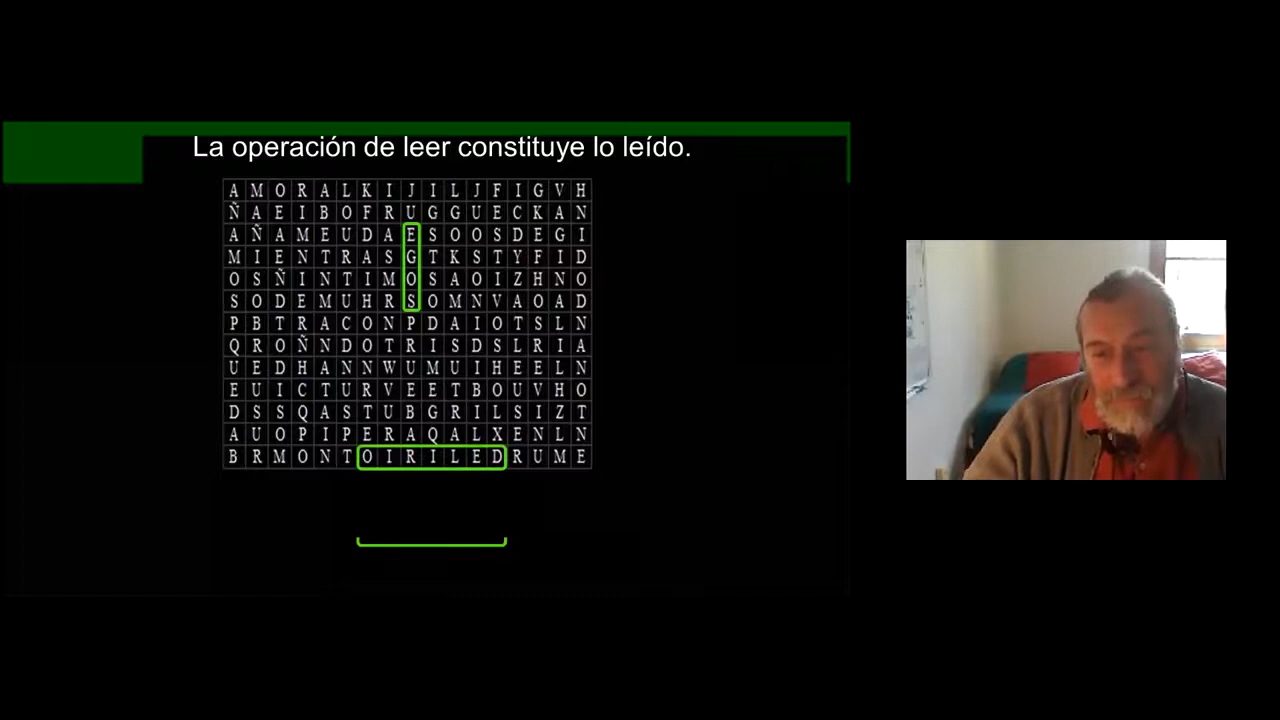 La operación de leer constituye lo leído.
A M O R A L K I J I L J F I G V H
Ñ A E I B O F R U G G U E C K A N
A Ñ A M E U D A E S O O S D E G I
M I E N T R A S G T K S T Y F I D
O S Ñ I N T I M O S A O I Z H N O
S O D E M U H R S O M N V A O A D
P B T R A C O N P D A I O T S L N
Q R O Ñ N D O T R I S D S L R I A
U E D H A N N W U M U I H E E L N
E U I C T U R V E E T B O U V H O
D S S Q A S T U B G R I L S I Z T
A U O P I P E R A Q A L X E N L N
B R M O N T O I R I L E D R U M E